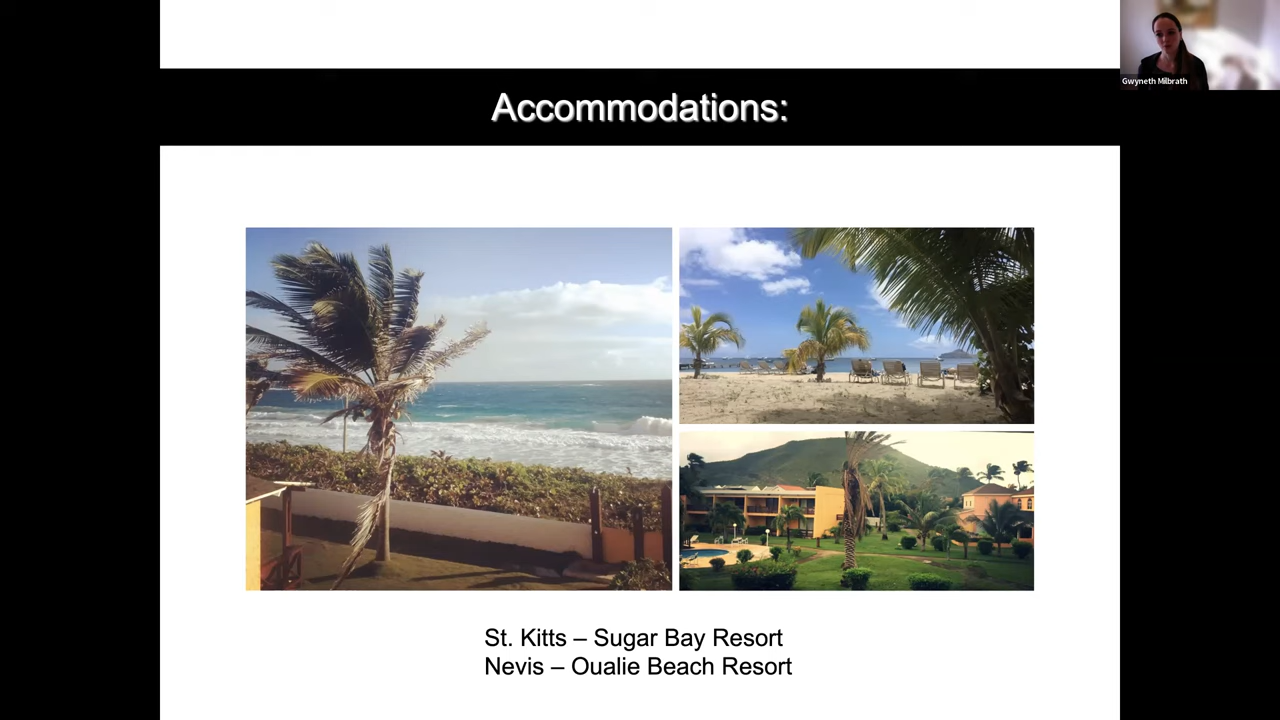 Accommodations:
Gwyneth Milbrath
St. Kitts – Sugar Bay Resort
Nevis – Oualie Beach Resort